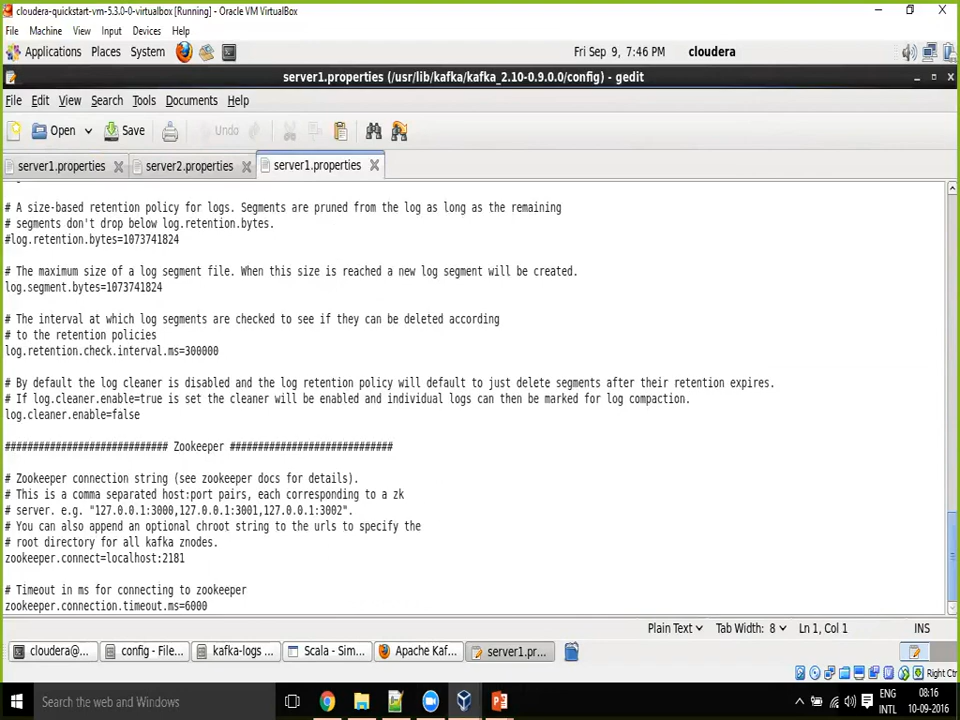 cloudera-quickstart-vm-5.3.0-0-virtualbox [Running] - Oracle VM VirtualBox
File Machine View Input Devices Help
Applications Places System Fri Sep 9, 7:46 PM cloudera
server1.properties (/usr/lib/kafka/kafka_2.10-0.9.0.0/config) - gedit
File Edit View Search Tools Documents Help
Open Save Undo
server1.properties server2.properties server1.properties
# A size-based retention policy for logs. Segments are pruned from the log as long as the remaining
# segments don't drop below log.retention.bytes.
#log.retention.bytes=1073741824
# The maximum size of a log segment file. When this size is reached a new log segment will be created.
log.segment.bytes=1073741824
# The interval at which log segments are checked to see if they can be deleted according
# to the retention policies
log.retention.check.interval.ms=300000
# By default the log cleaner is disabled and the log retention policy will default to just delete segments after their retention expires.
# If log.cleaner.enable=true is set the cleaner will be enabled and individual logs can then be marked for log compaction.
log.cleaner.enable=false
############################# Zookeeper #############################
# Zookeeper connection string (see zookeeper docs for details).
# This is a comma separated host:port pairs, each corresponding to a zk
# server. e.g. "127.0.0.1:3000,127.0.0.1:3001,127.0.0.1:3002".
# You can also append an optional chroot string to the urls to specify the
# root directory for all kafka znodes.
zookeeper.connect=localhost:2181
# Timeout in ms for connecting to zookeeper
zookeeper.connection.timeout.ms=6000
Plain Text Tab Width: 8 Ln 1, Col 1 INS
cloudera@... config - File... kafka-logs ... Scala - Sim... Apache Kaf... server1.pr...
Right Ctr
Search the web and Windows
ENG 08:16
INTL 10-09-2016